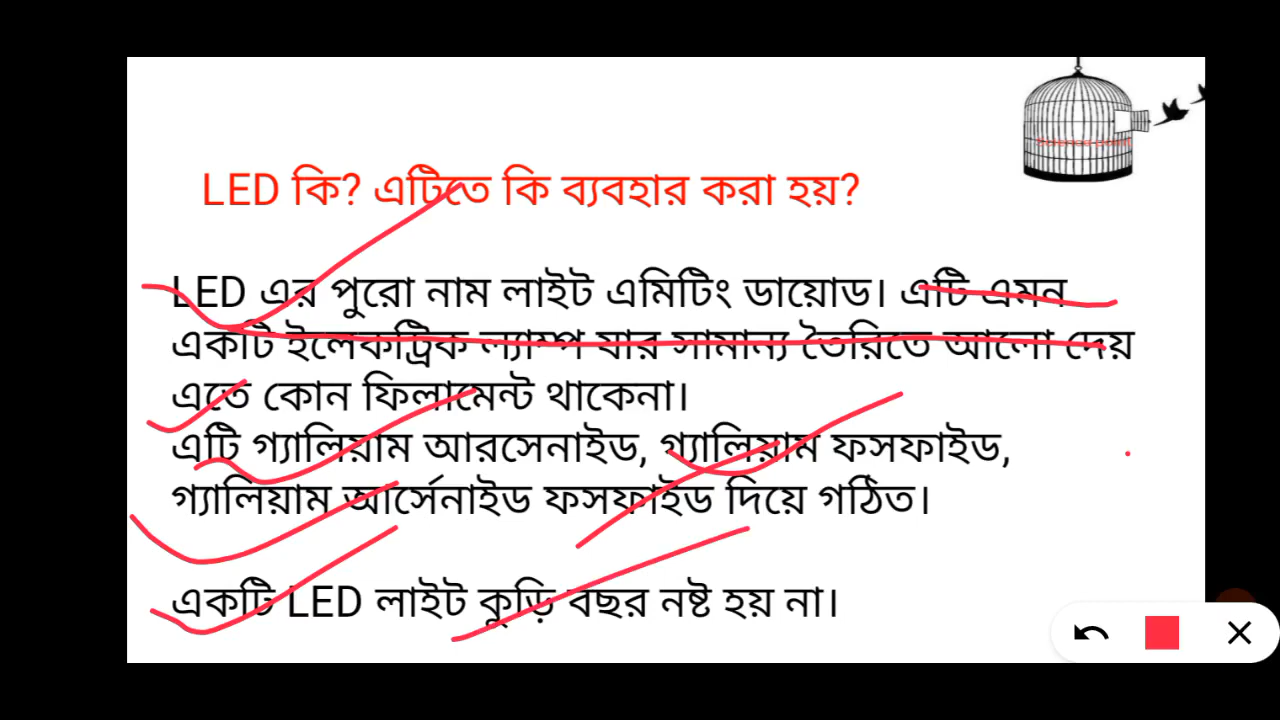 LED কি? এটিতে কি ব্যবহার করা হয়?
LED এর পুরো নাম লাইট এমিটিং ডায়োড। এটি এমন
একটি ইলেকট্রিক ল্যাম্প যার সামান্য তৈরিতে আলো দেয়
এতে কোন ফিলামেন্ট থাকেনা।
এটি গ্যালিয়াম আরসেনাইড, গ্যালিয়াম ফসফাইড,
গ্যালিয়াম আর্সেনাইড ফসফাইড দিয়ে গঠিত।
একটি LED লাইট কুড়ি বছর নষ্ট হয় না।